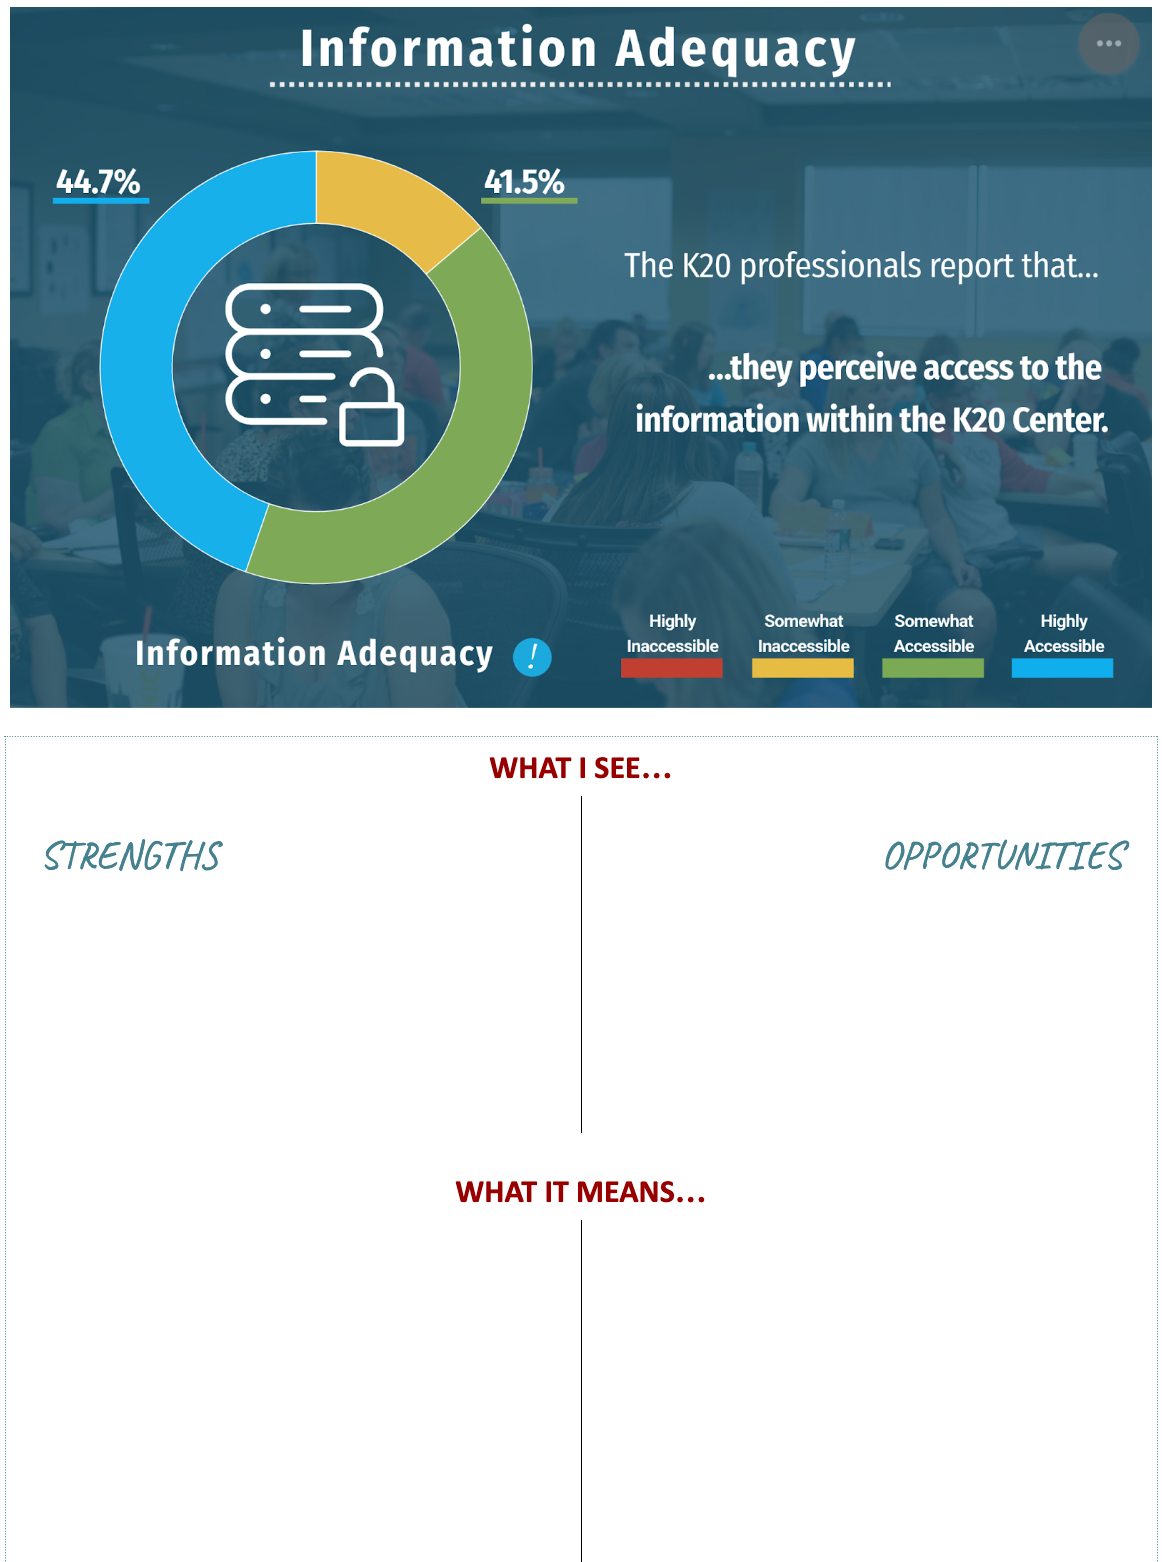 Information Adequacy
44.7%
41.5%
The K20 professionals report that...
...they perceive access to the
information within the K20 Center.
Information Adequacy !
Highly
Inaccessible
Somewhat
Inaccessible
Somewhat
Accessible
Highly
Accessible
WHAT I SEE...
STRENGTHS
OPPORTUNITIES
WHAT IT MEANS...